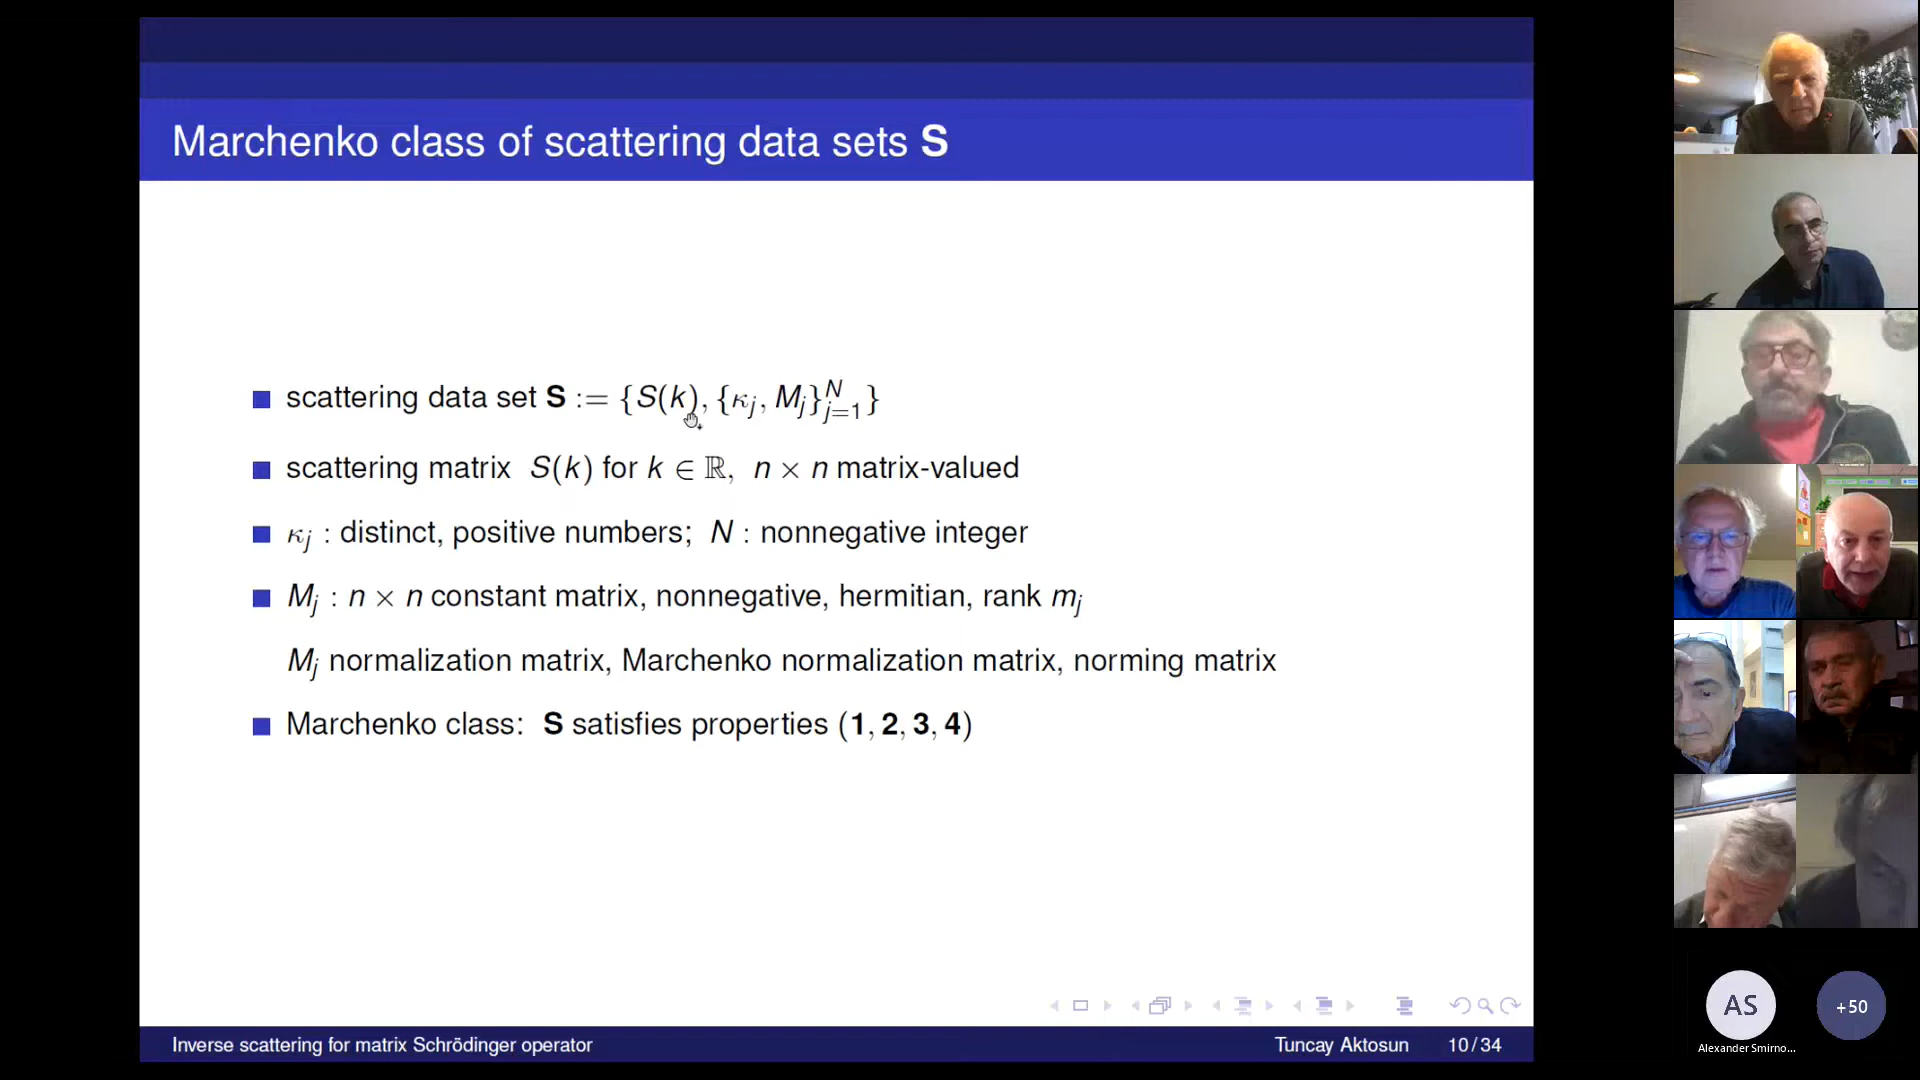 Marchenko class of scattering data sets S
scattering data set S := {S(k), {κj, Mj}_{j=1}^N}
scattering matrix S(k) for k ∈ ℝ, n × n matrix-valued
κj : distinct, positive numbers; N : nonnegative integer
Mj : n × n constant matrix, nonnegative, hermitian, rank mj
Mj normalization matrix, Marchenko normalization matrix, norming matrix
Marchenko class: S satisfies properties (1, 2, 3, 4)
Inverse scattering for matrix Schrödinger operator
Tuncay Aktosun 10/34
AS
+50
Alexander Smirno...